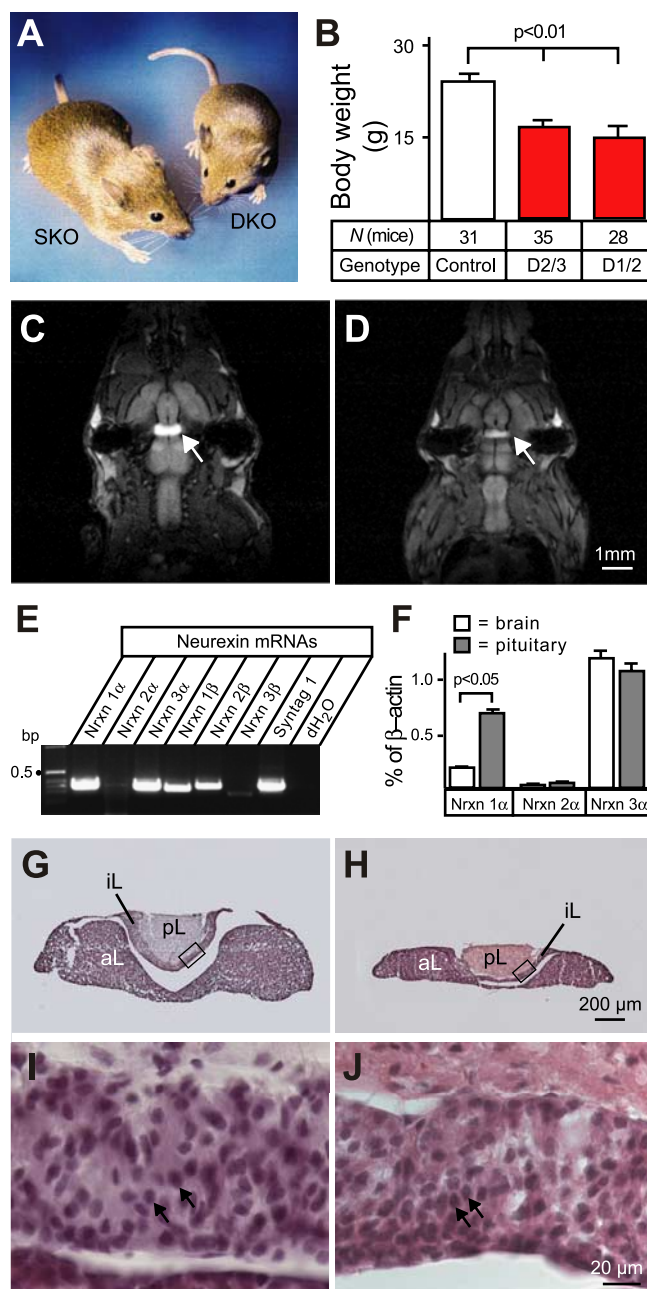 A
SKO
DKO
B
Body weight
(g)
30
15
p<0.01
N (mice) 31 35 28
Genotype Control D2/3 D1/2
C
D
1mm
E
Neurexin mRNAs
Nrxn 1α
Nrxn 2α
Nrxn 3α
Nrxn 1β
Nrxn 2β
Nrxn 3β
Syntag 1
dH2O
bp
0.5
F
= brain
= pituitary
% of β–actin
1.0
0.5
p<0.05
Nrxn 1α Nrxn 2α Nrxn 3α
G
iL
pL
aL
H
iL
pL
aL
200 µm
I
J
20 µm